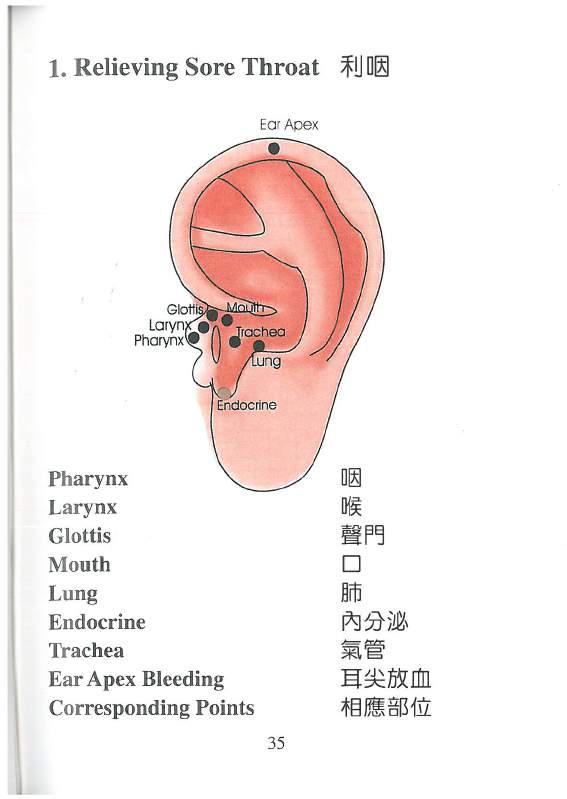 1. Relieving Sore Throat 利咽
Ear Apex
Glottis Mouth
Larynx
Trachea
Pharynx
Lung
Endocrine
Pharynx 咽
Larynx 喉
Glottis 聲門
Mouth 口
Lung 肺
Endocrine 內分泌
Trachea 氣管
Ear Apex Bleeding 耳尖放血
Corresponding Points 相應部位
35